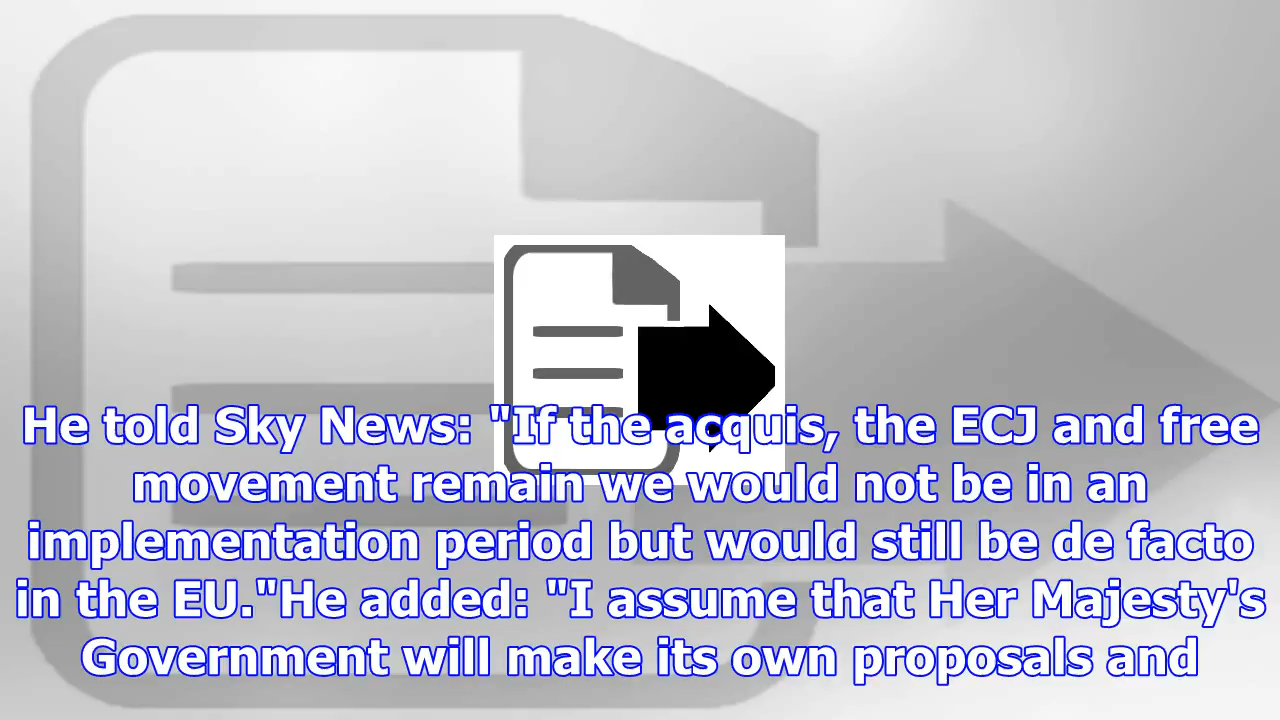 He told Sky News: "If the acquis, the ECJ and free
movement remain we would not be in an
implementation period but would still be de facto
in the EU."He added: "I assume that Her Majesty's
Government will make its own proposals and